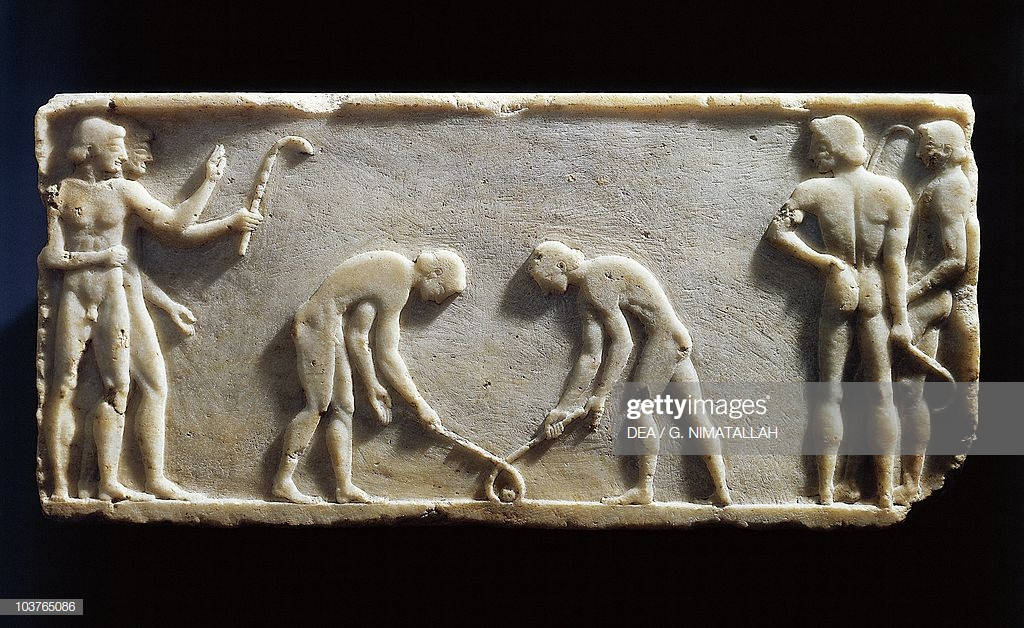 gettyimages
DEA / G. NIMATALLAH
103765086